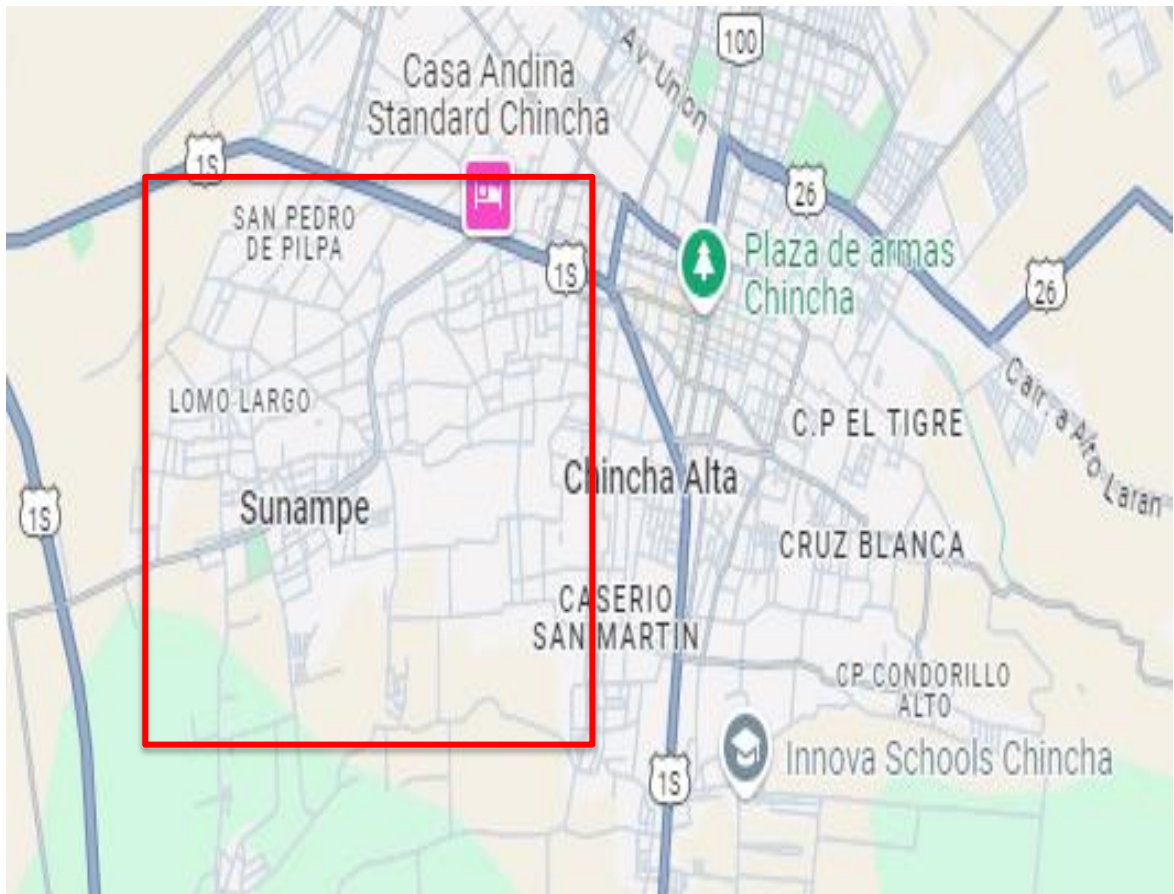 100
Av. Union
Casa Andina
Standard Chincha
1S
26
SAN PEDRO
DE PILPA
Plaza de armas
Chincha
1S
26
Carr. a Alto Laran
LOMO LARGO
C.P EL TIGRE
Chincha Alta
Sunampe
1S
CRUZ BLANCA
CASERIO
SAN MARTIN
CP CONDORILLO
ALTO
Innova Schools Chincha
1S